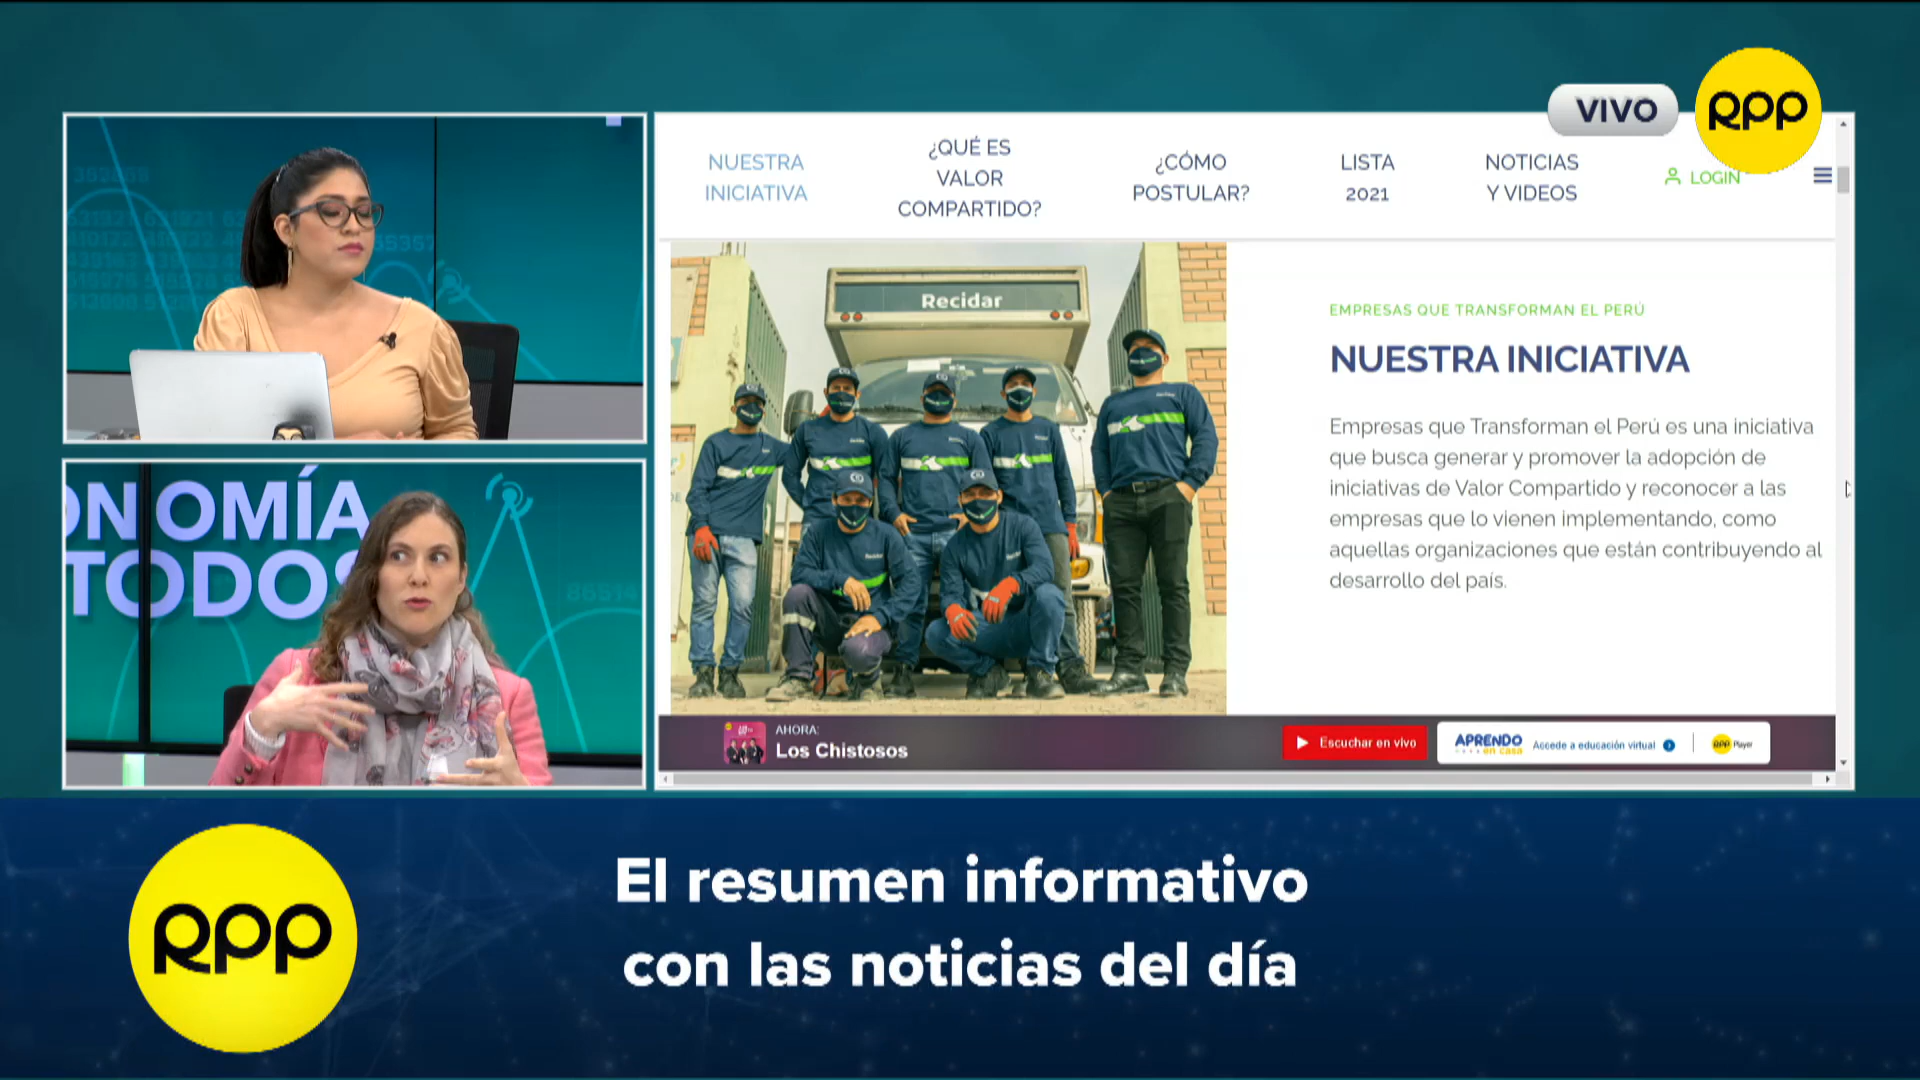 VIVO
RPP
NUESTRA
INICIATIVA
¿QUÉ ES
VALOR
COMPARTIDO?
¿CÓMO
POSTULAR?
LISTA
2021
NOTICIAS
Y VIDEOS
LOGIN
Recidar
EMPRESAS QUE TRANSFORMAN EL PERÚ
NUESTRA INICIATIVA
Empresas que Transforman el Perú es una iniciativa
que busca generar y promover la adopción de
iniciativas de Valor Compartido y reconocer a las
empresas que lo vienen implementando, como
aquellas organizaciones que están contribuyendo al
desarrollo del país.
ONOMÍA
TODOS
AHORA:
Los Chistosos
Escuchar en vivo
APRENDO
en casa
Accede a educación virtual
RPP Player
RPP
El resumen informativo
con las noticias del día